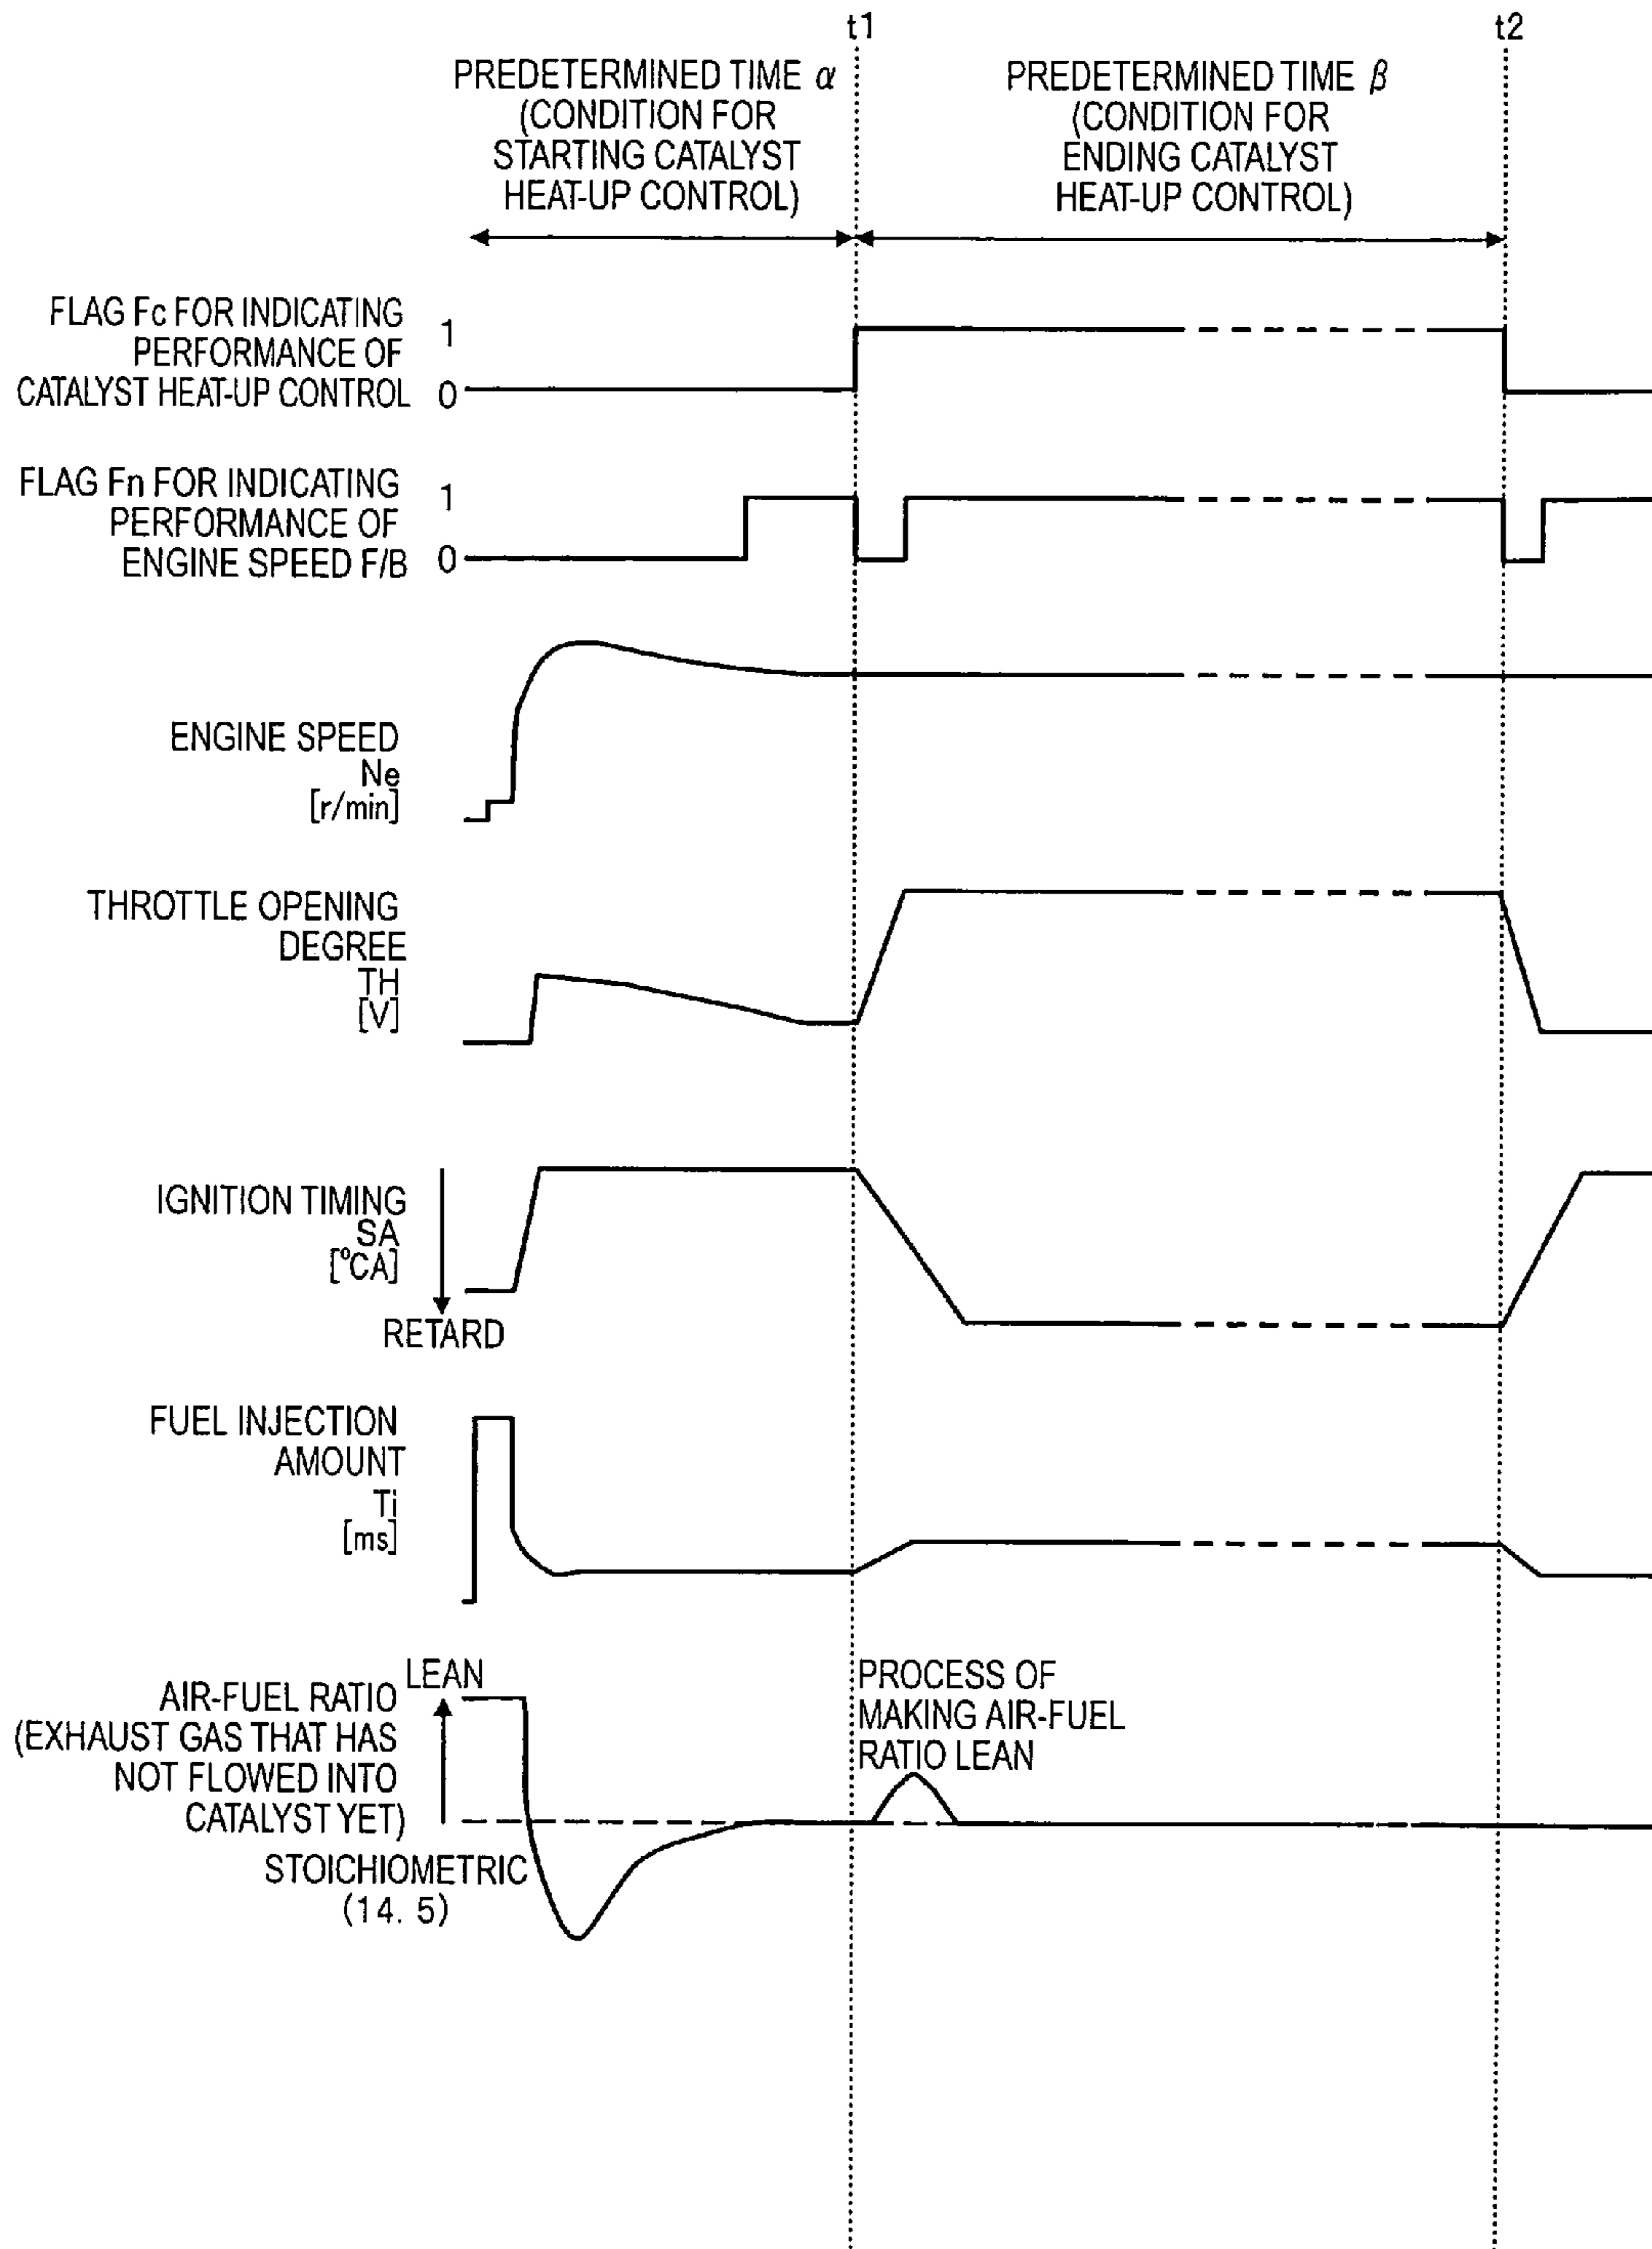 t1
t2
PREDETERMINED TIME α
(CONDITION FOR
STARTING CATALYST
HEAT-UP CONTROL)
PREDETERMINED TIME β
(CONDITION FOR
ENDING CATALYST
HEAT-UP CONTROL)
FLAG Fc FOR INDICATING
PERFORMANCE OF
CATALYST HEAT-UP CONTROL
1
0
FLAG Fn FOR INDICATING
PERFORMANCE OF
ENGINE SPEED F/B
1
0
ENGINE SPEED
Ne
[r/min]
THROTTLE OPENING
DEGREE
TH
[V]
IGNITION TIMING
SA
[°CA]
RETARD
FUEL INJECTION
AMOUNT
Ti
[ms]
LEAN
AIR-FUEL RATIO
(EXHAUST GAS THAT HAS
NOT FLOWED INTO
CATALYST YET)
STOICHIOMETRIC
(14. 5)
PROCESS OF
MAKING AIR-FUEL
RATIO LEAN